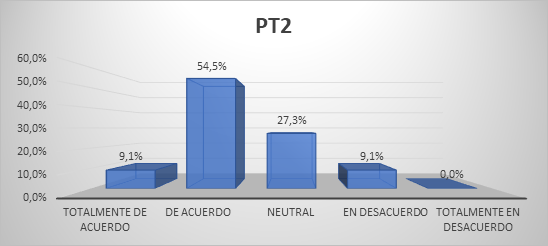 PT2
60,0%
50,0%
40,0%
30,0%
20,0%
10,0%
0,0%
9,1%
54,5%
27,3%
9,1%
0,0%
TOTALMENTE DE ACUERDO
DE ACUERDO
NEUTRAL
EN DESACUERDO
TOTALMENTE EN DESACUERDO